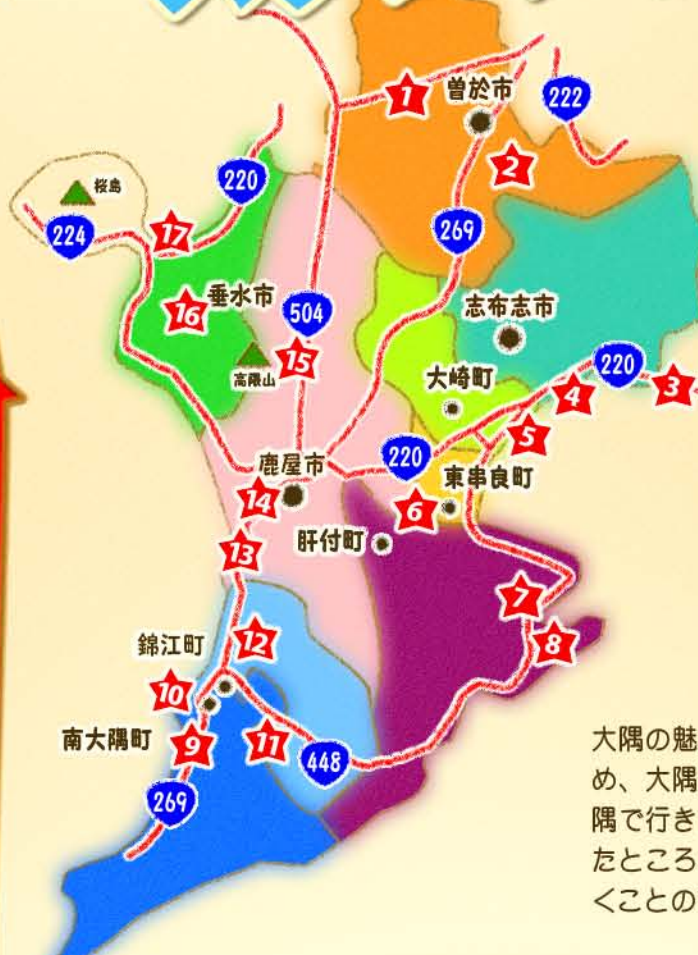 1
曽於市
222
2
桜島
220
224
17
269
垂水市
16
504
志布志市
高隈山
15
大崎町
220
4
3
5
鹿屋市
220
東串良町
14
6
肝付町
13
7
錦江町
12
8
10
南大隅町
9
11
448
269
大隅の魅
め、大隅
隅で行き
たところ
くことの